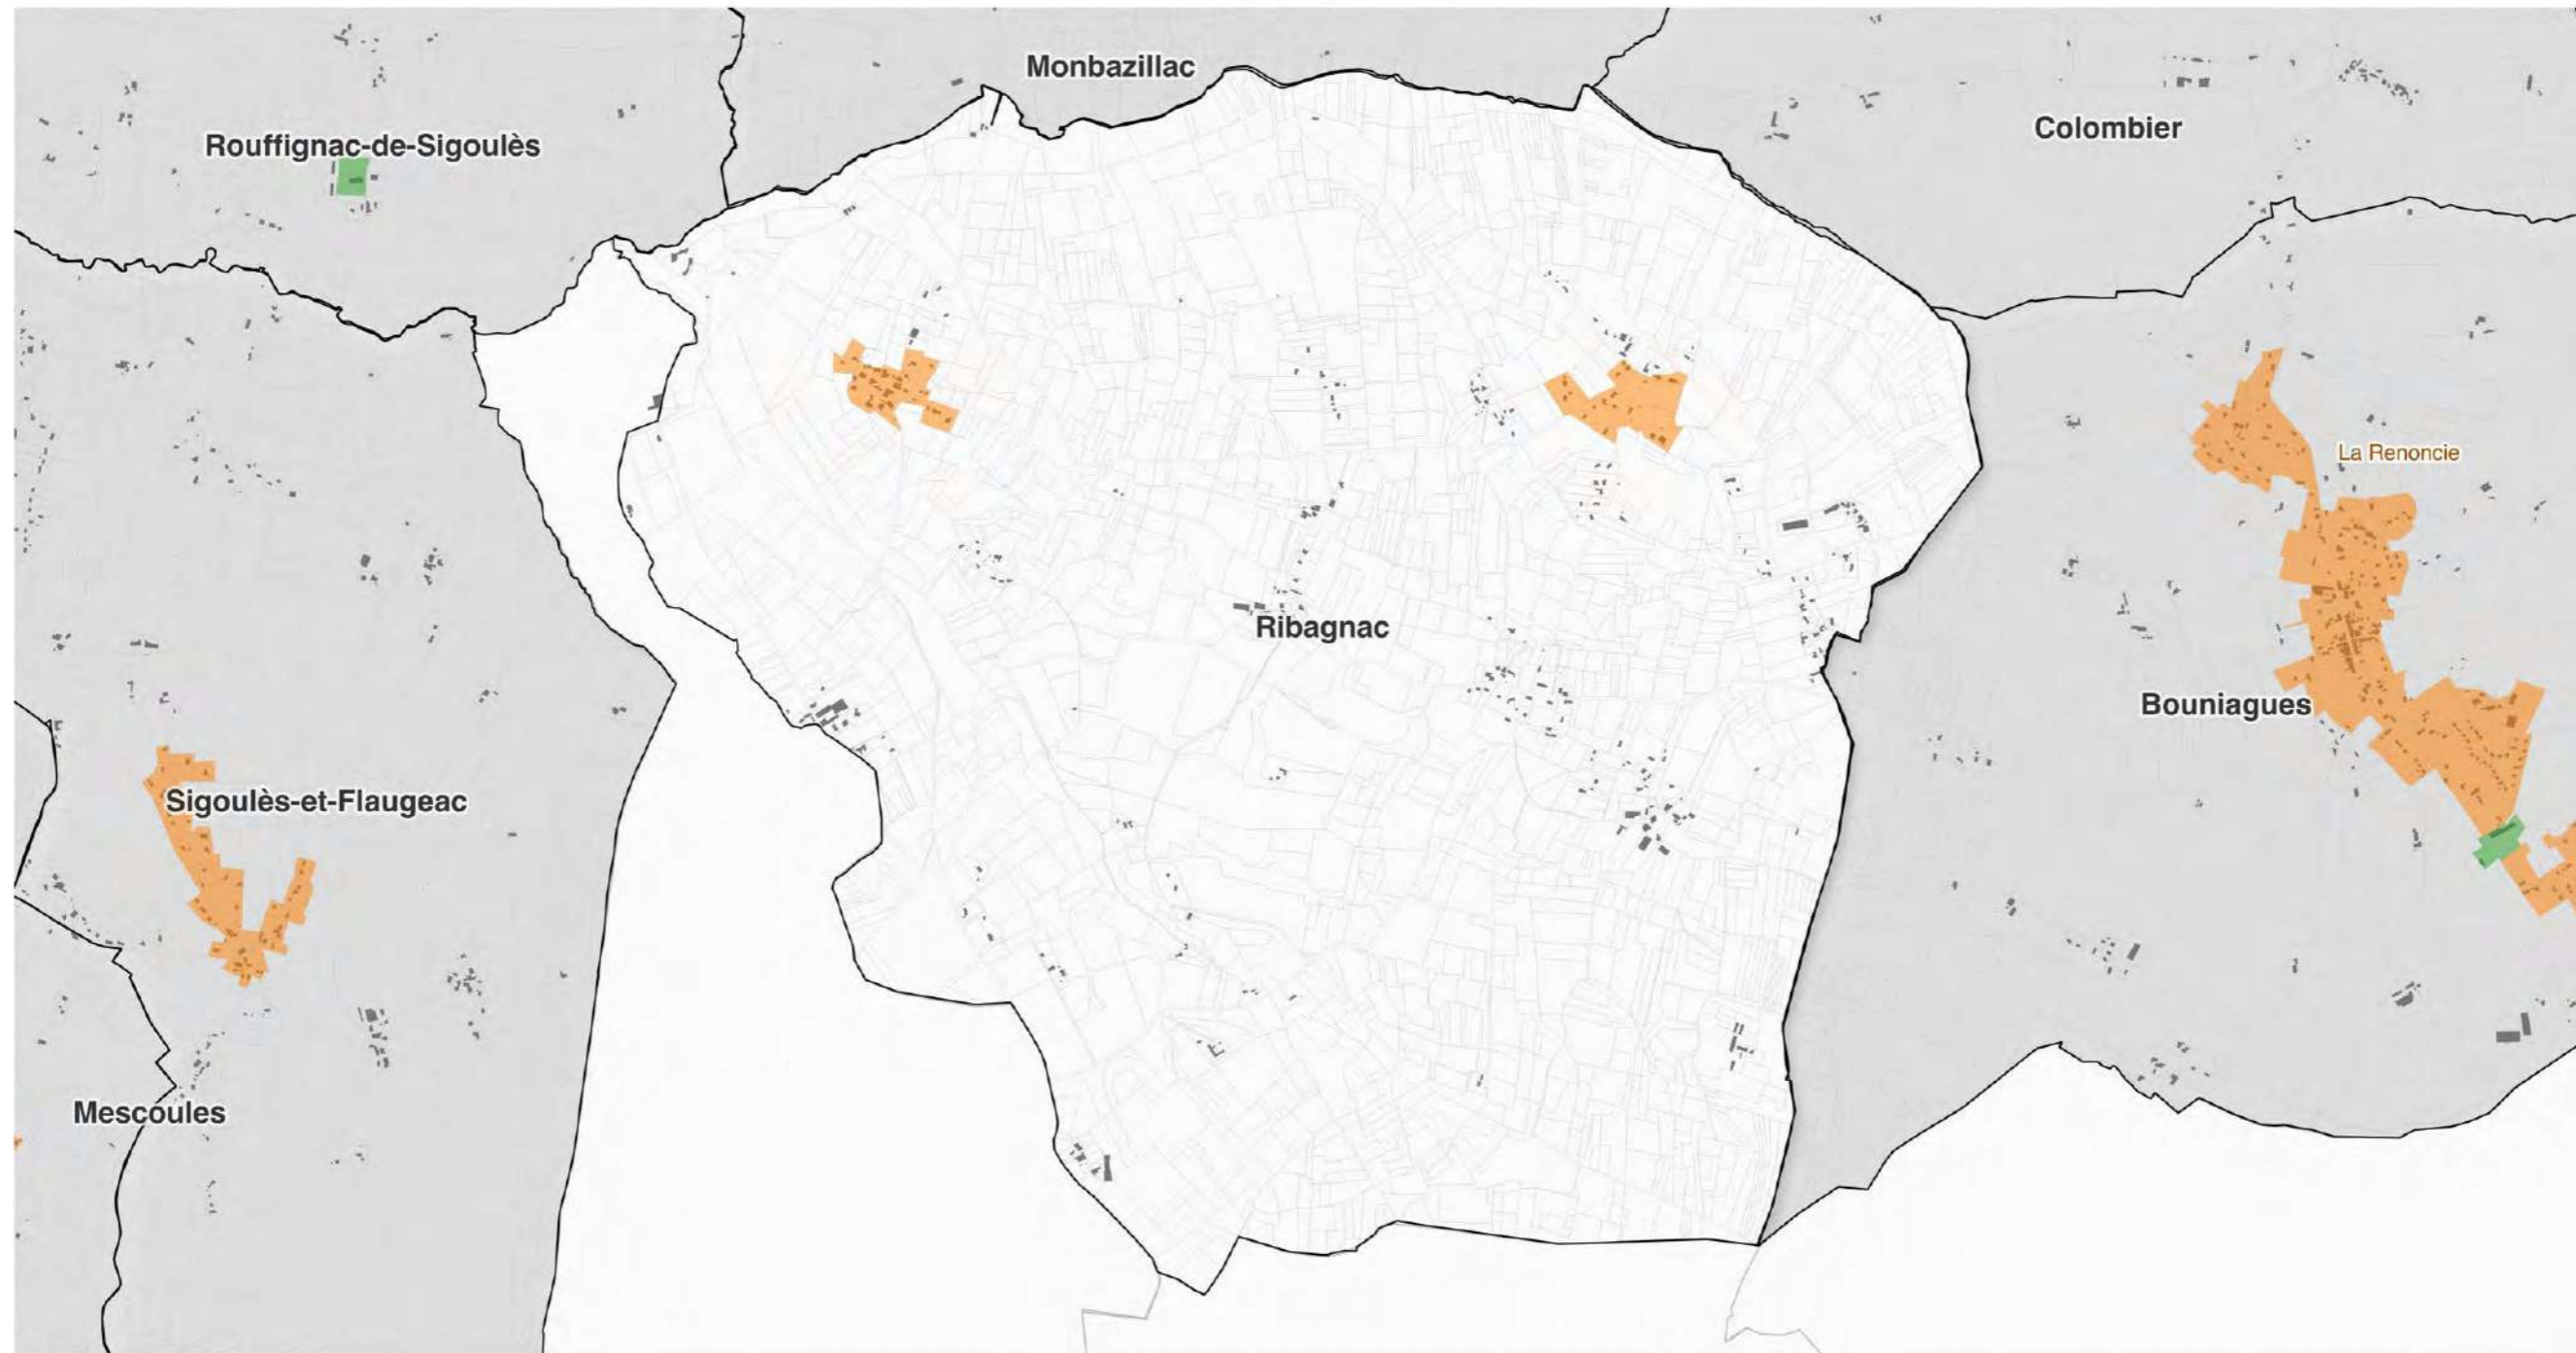 Monbazillac
Colombier
Rouffignac-de-Sigoulès
La Renoncie
Ribagnac
Bouniagues
Sigoulès-et-Flaugeac
Mescoules